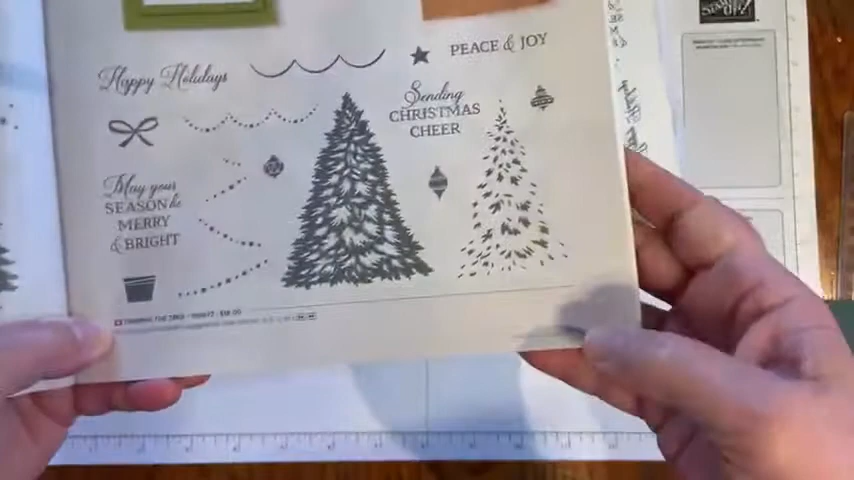 PEACE & JOY
Happy Holidays
Sending
CHRISTMAS
CHEER
May your
SEASON be
MERRY
& BRIGHT